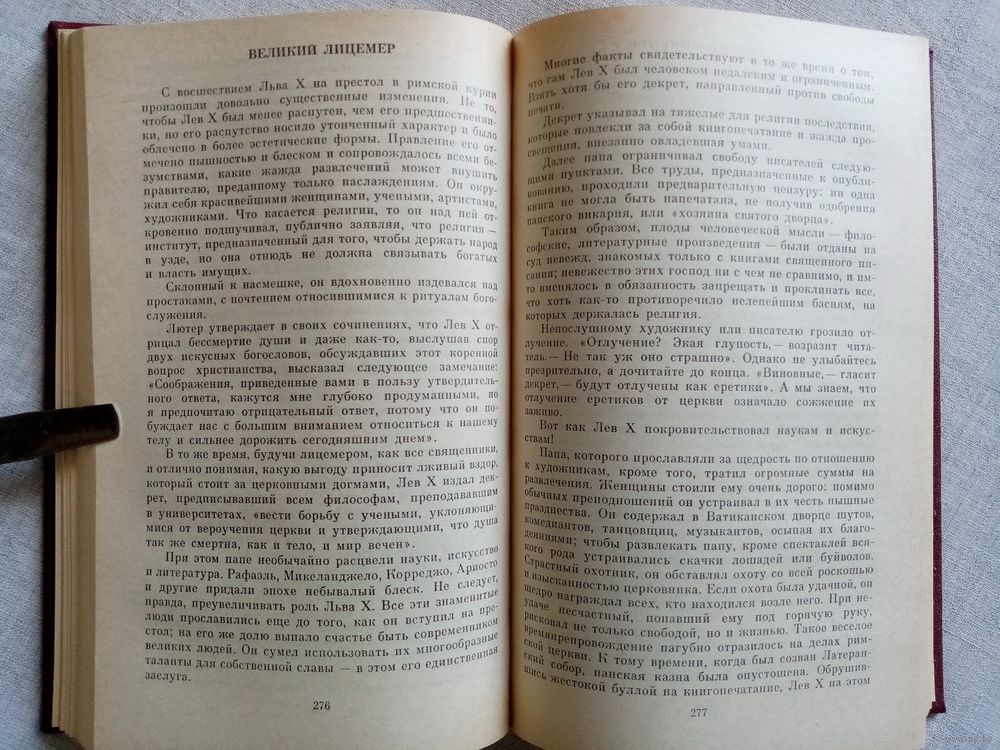 ВЕЛИКИЙ ЛИЦЕМЕР
С восшествием Льва X на престол в римской курии
произошли довольно существенные изменения. Не то,
чтобы Лев X был менее распутен, чем его предшественни-
ки, но его распутство носило утонченный характер и было
облечено в более эстетические формы. Правление его от-
мечено пышностью и блеском и сопровождалось всеми бе-
зумствами, какие жажда развлечений может внушить
правителю, преданному только наслаждениям. Он окру-
жил себя красивейшими женщинами, учеными, артистами,
художниками. Что касается религии, то он над ней от-
кровенно подшучивал, публично заявляя, что религия —
институт, предназначенный для того, чтобы держать народ
в узде, но она отнюдь не должна связывать богатых
и власть имущих.
Склонный к насмешке, он вдохновенно издевался над
простаками, с почтением относившимися к ритуалам бого-
служения.
Лютер утверждает в своих сочинениях, что Лев X от-
рицал бессмертие души и даже как-то, выслушав спор
двух искусных богословов, обсуждавших этот коренной
вопрос христианства, высказал следующее замечание:
«Соображения, приведенные вами в пользу утвердитель-
ного ответа, кажутся мне глубоко продуманными, но
я предпочитаю отрицательный ответ, потому что он по-
буждает нас с большим вниманием относиться к нашему
телу и сильнее дорожить сегодняшним днем».
В то же время, будучи лицемером, как все священники,
и отлично понимая, какую выгоду приносит лживый вздор,
который стоит за церковными догмами, Лев X издал дек-
рет, предписывавший всем философам, преподававшим
в университетах, «вести борьбу с учеными, уклоняющи-
мися от вероучения церкви и утверждающими, что душа
так же смертна, как и тело, и мир вечен».
При этом папе необычайно расцвели науки, искусство
и литература. Рафаэль, Микеланджело, Корреджо, Ариосто
и другие придали эпохе небывалый блеск. Не следует,
правда, преувеличивать роль Льва X. Все эти знаменитые
люди прославились еще до того, как он вступил на пре-
стол; на его же долю выпало счастье быть современником
великих людей. Он сумел использовать их многообразные
таланты для собственной славы — в этом его единственная
заслуга.
276
Многие факты свидетельствуют в то же время о том,
что сам Лев X был человеком недалеким и ограниченным.
Взять хотя бы его декрет, направленный против свободы
печати.
Декрет указывал на тяжелые для религии последствия,
которые повлекли за собой книгопечатание и жажда про-
свещения, внезапно овладевшая умами.
Далее папа ограничивал свободу писателей следую-
щими пунктами. Все труды, предназначенные к опубли-
кованию, проходили предварительную цензуру: ни одна
книга не могла быть напечатана, не получив одобрения
папского викария, или «хозяина святого дворца».
Таким образом, плоды человеческой мысли — фило-
софские, литературные произведения — были отданы на
суд невежд, знакомых только с книгами священного пи-
сания; невежество этих господ ни с чем не сравнимо, и им-
то вменялось в обязанность запрещать и проклинать все,
что хоть как-то противоречило нелепейшим басням, на
которых держалась религия.
Непослушному художнику или писателю грозило от-
лучение. «Отлучение? Экая глупость,— возразит чита-
тель.— Не так уж оно страшно». Однако не улыбайтесь
презрительно, а дочитайте до конца. «Виновные,— гласит
декрет,— будут отлучены как еретики». А мы знаем, что
отлучение еретиков от церкви означало сожжение их
заживо.
Вот как Лев X покровительствовал наукам и искус-
ствам!
Папа, которого прославляли за щедрость по отношению
к художникам, кроме того, тратил огромные суммы на
развлечения. Женщины стоили ему очень дорого: помимо
обычных преподношений он устраивал в их честь пышные
празднества. Он содержал в Ватиканском дворце шутов,
комедиантов, танцовщиц, музыкантов, осыпая их благо-
деяниями; чтобы развлекать папу, кроме спектаклей вся-
кого рода устраивались скачки лошадей или буйволов.
Страстный охотник, он обставлял охоту со всей роскошью
и изысканностью церковника. Если охота была удачной, он
щедро награждал всех, кто находился возле него. При не-
удаче несчастный, попавший ему под горячую руку,
рисковал не только свободой, но и жизнью. Такое веселое
времяпрепровождение пагубно отразилось на делах рим-
ской церкви. К тому времени, когда был созван Латеран-
ский собор, папская казна была опустошена. Обрушив-
шись жестокой буллой на книгопечатание, Лев X на этом
277